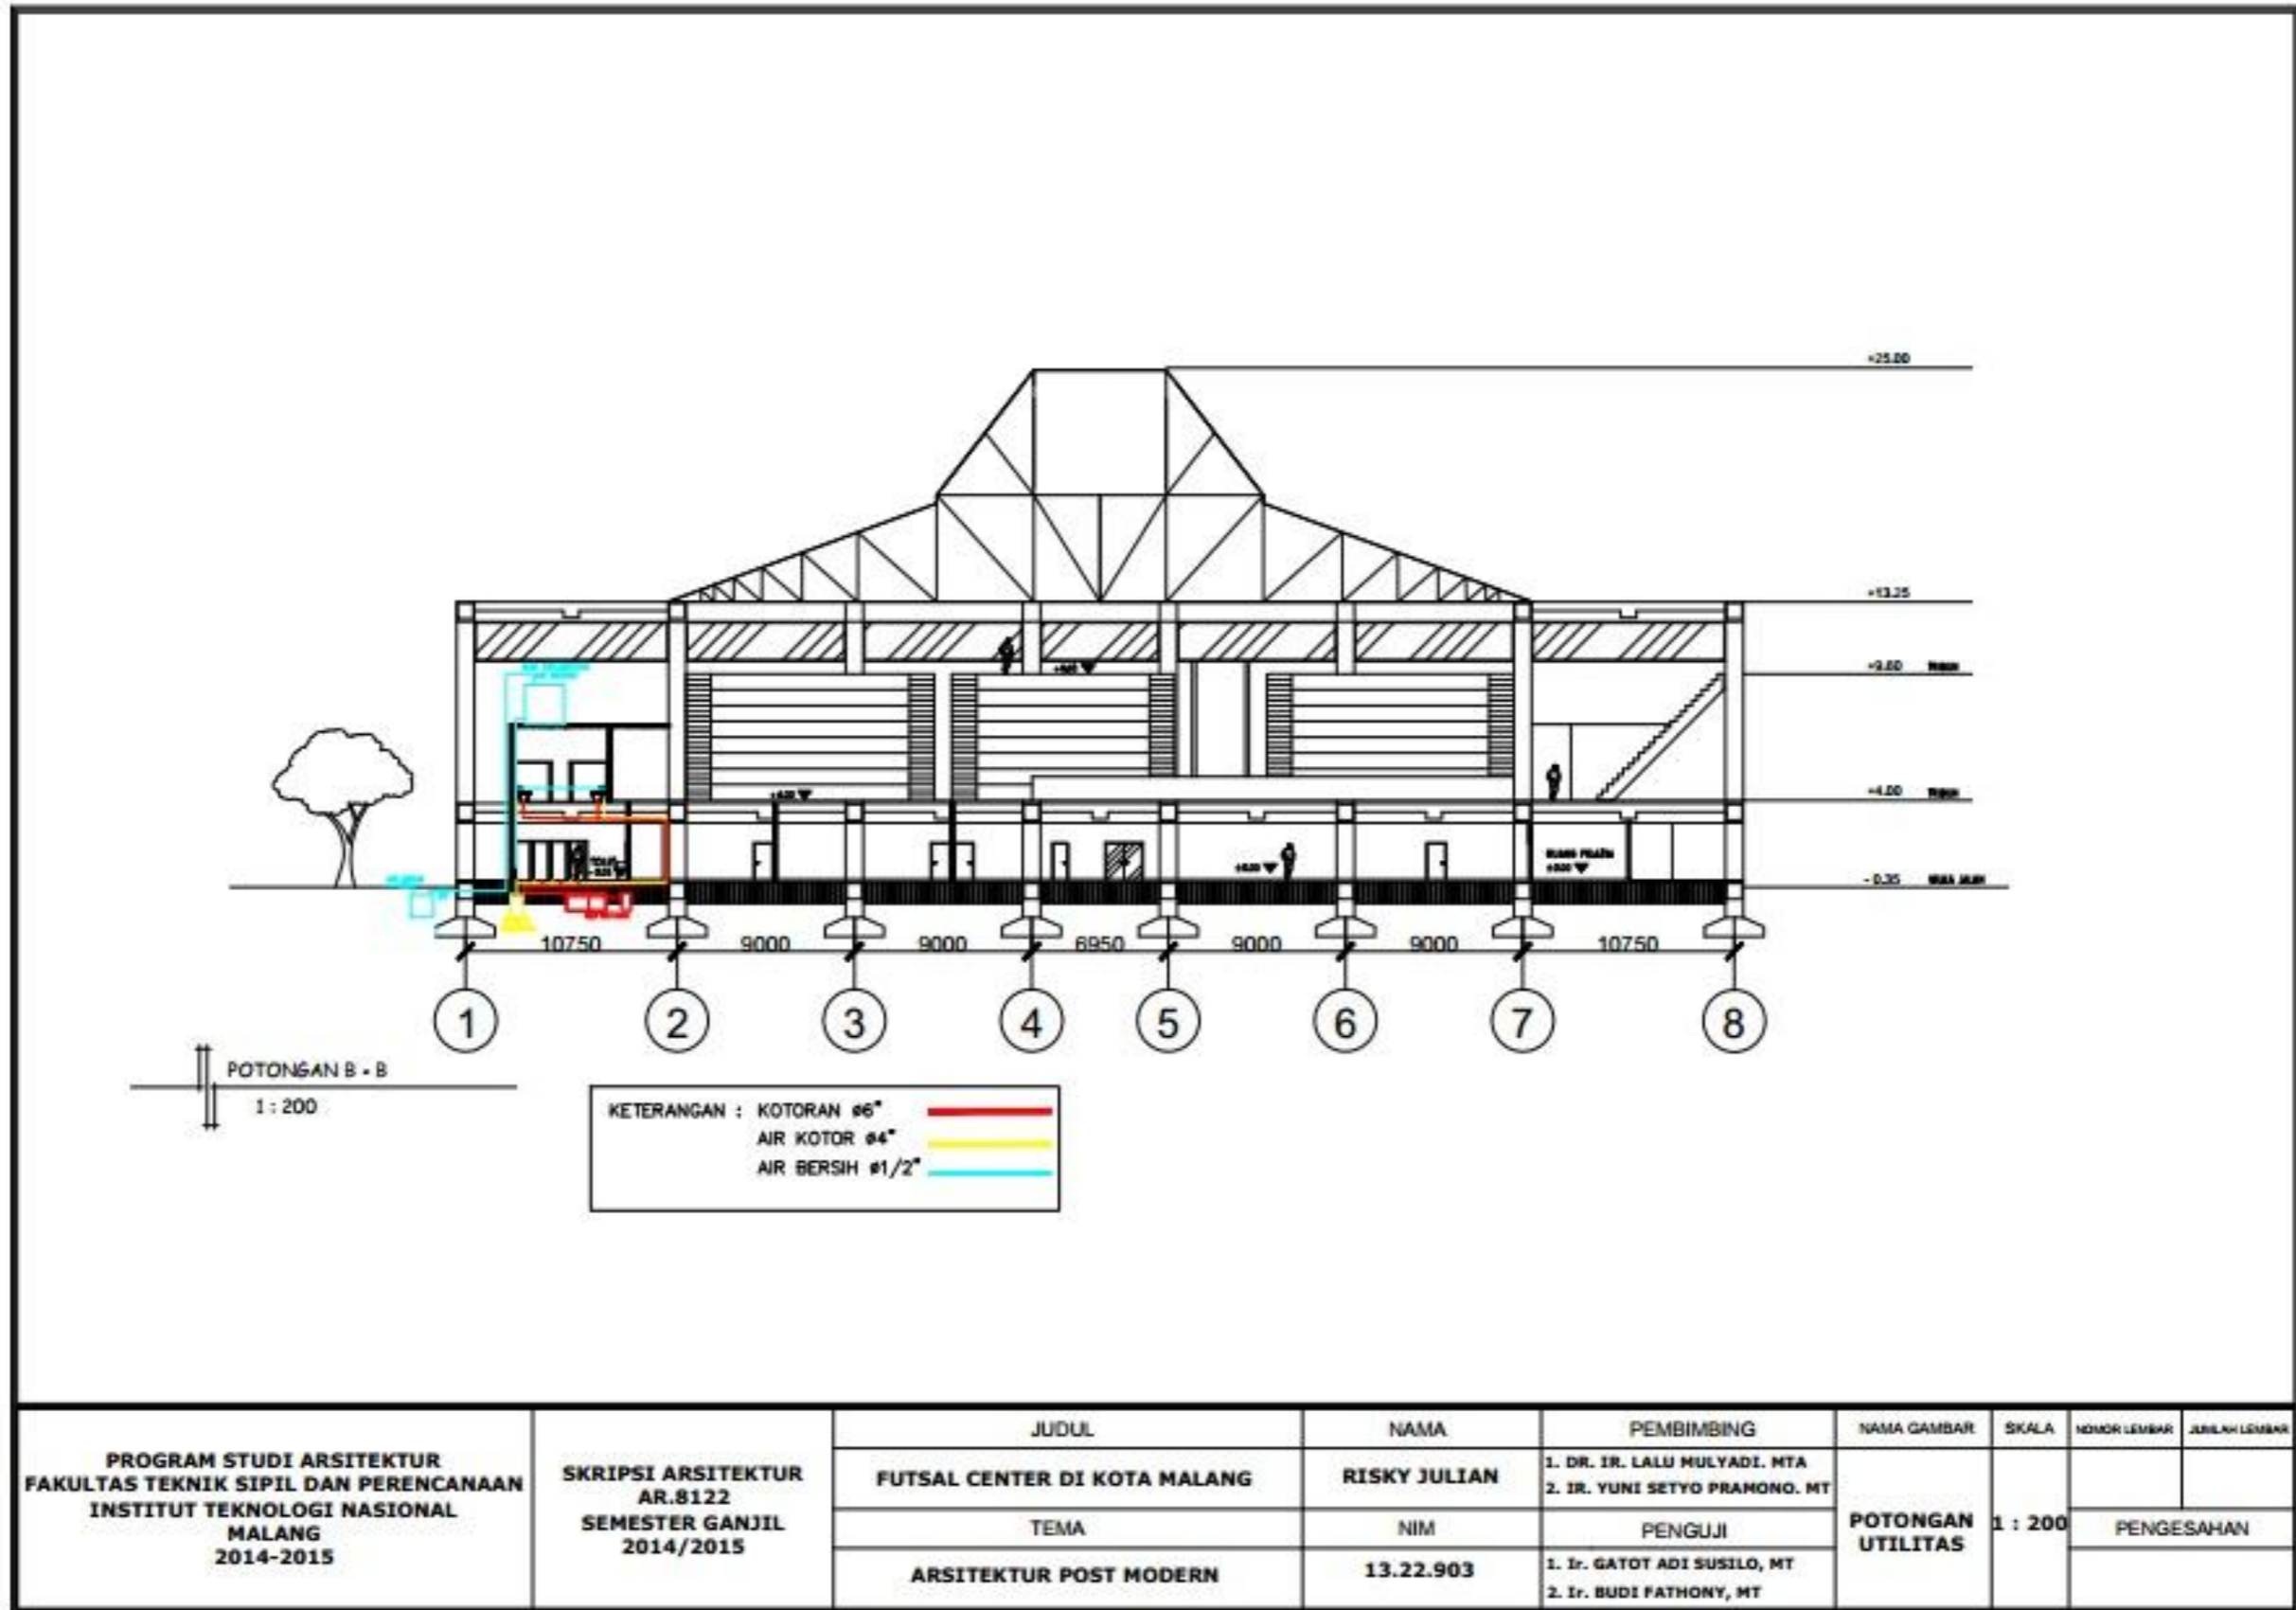 +25.00
+13.25
+9.60
+4.00
±0.00
TOILET
±0.00
- 0.35
10750 9000 9000 6950 9000 9000 10750
1 2 3 4 5 6 7 8
POTONGAN B - B
1 : 200
KETERANGAN : KOTORAN ø6"
AIR KOTOR ø4"
AIR BERSIH ø1/2"
PROGRAM STUDI ARSITEKTUR
FAKULTAS TEKNIK SIPIL DAN PERENCANAAN
INSTITUT TEKNOLOGI NASIONAL
MALANG
2014-2015
SKRIPSI ARSITEKTUR
AR.8122
SEMESTER GANJIL
2014/2015
JUDUL
FUTSAL CENTER DI KOTA MALANG
TEMA
ARSITEKTUR POST MODERN
NAMA
RISKY JULIAN
NIM
13.22.903
PEMBIMBING
1. DR. IR. LALU MULYADI. MTA
2. IR. YUNI SETYO PRAMONO. MT
PENGUJI
1. Ir. GATOT ADI SUSILO, MT
2. Ir. BUDI FATHONY, MT
NAMA GAMBAR
POTONGAN
UTILITAS
SKALA
1 : 200
NOMOR LEMBAR
JUMLAH LEMBAR
PENGESAHAN